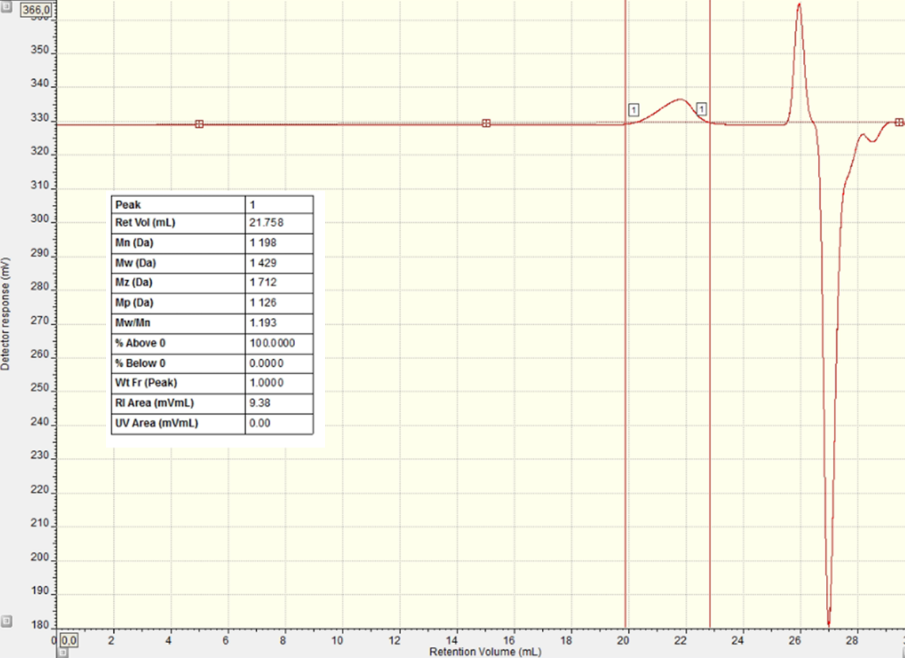 366,0
360
350
340
330
320
310
300
290
280
270
260
250
240
230
220
210
200
190
180
Detector response (mV)
1
1
Peak 1
Ret Vol (mL) 21.758
Mn (Da) 1 198
Mw (Da) 1 429
Mz (Da) 1 712
Mp (Da) 1 126
Mw/Mn 1.193
% Above 0 100.0000
% Below 0 0.0000
Wt Fr (Peak) 1.0000
RI Area (mVmL) 9.38
UV Area (mVmL) 0.00
0,0 2 4 6 8 10 12 14 16 18 20 22 24 26 28
Retention Volume (mL)